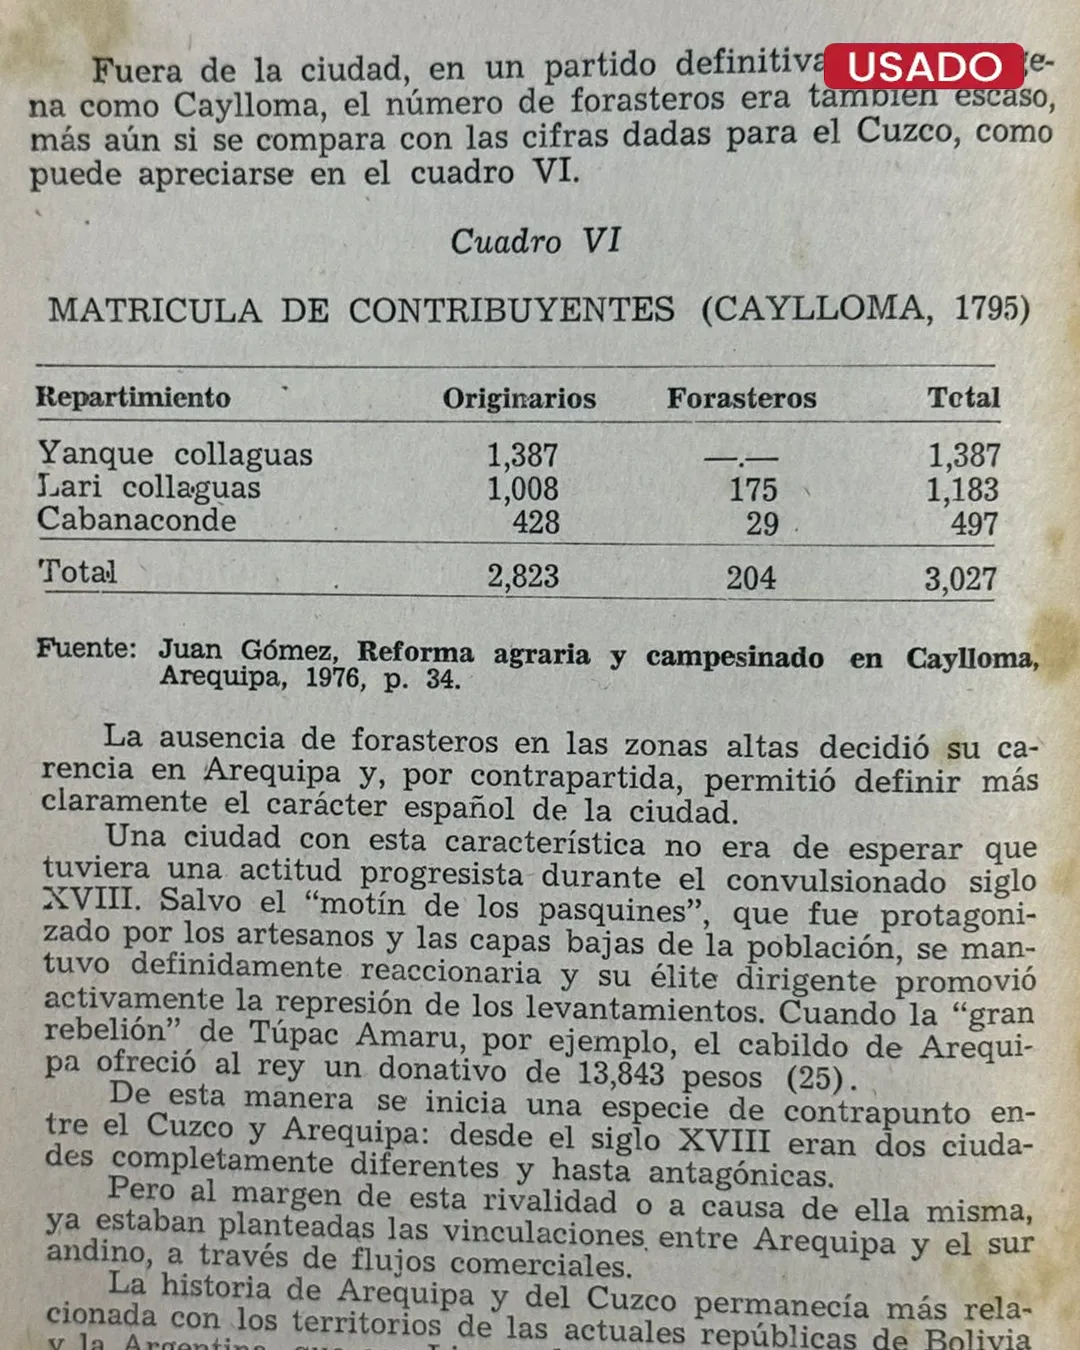 USADO
Fuera de la ciudad, en un partido definitiva e-
na como Caylloma, el número de forasteros era también escaso,
más aún si se compara con las cifras dadas para el Cuzco, como
puede apreciarse en el cuadro VI.
Cuadro VI
MATRICULA DE CONTRIBUYENTES (CAYLLOMA, 1795)
Repartimiento Originarios Forasteros Total
Yanque collaguas 1,387 —.— 1,387
Lari collaguas 1,008 175 1,183
Cabanaconde 428 29 497
Total 2,823 204 3,027
Fuente: Juan Gómez, Reforma agraria y campesinado en Caylloma,
Arequipa, 1976, p. 34.
La ausencia de forasteros en las zonas altas decidió su ca-
rencia en Arequipa y, por contrapartida, permitió definir más
claramente el carácter español de la ciudad.
Una ciudad con esta característica no era de esperar que
tuviera una actitud progresista durante el convulsionado siglo
XVIII. Salvo el “motín de los pasquines”, que fue protagoni-
zado por los artesanos y las capas bajas de la población, se man-
tuvo definidamente reaccionaria y su élite dirigente promovió
activamente la represión de los levantamientos. Cuando la “gran
rebelión” de Túpac Amaru, por ejemplo, el cabildo de Arequi-
pa ofreció al rey un donativo de 13,843 pesos (25).
De esta manera se inicia una especie de contrapunto en-
tre el Cuzco y Arequipa: desde el siglo XVIII eran dos ciuda-
des completamente diferentes y hasta antagónicas.
Pero al margen de esta rivalidad o a causa de ella misma,
ya estaban planteadas las vinculaciones entre Arequipa y el sur
andino, a través de flujos comerciales.
La historia de Arequipa y del Cuzco permanecía más rela-
cionada con los territorios de las actuales repúblicas de Bolivia
y la Argentina